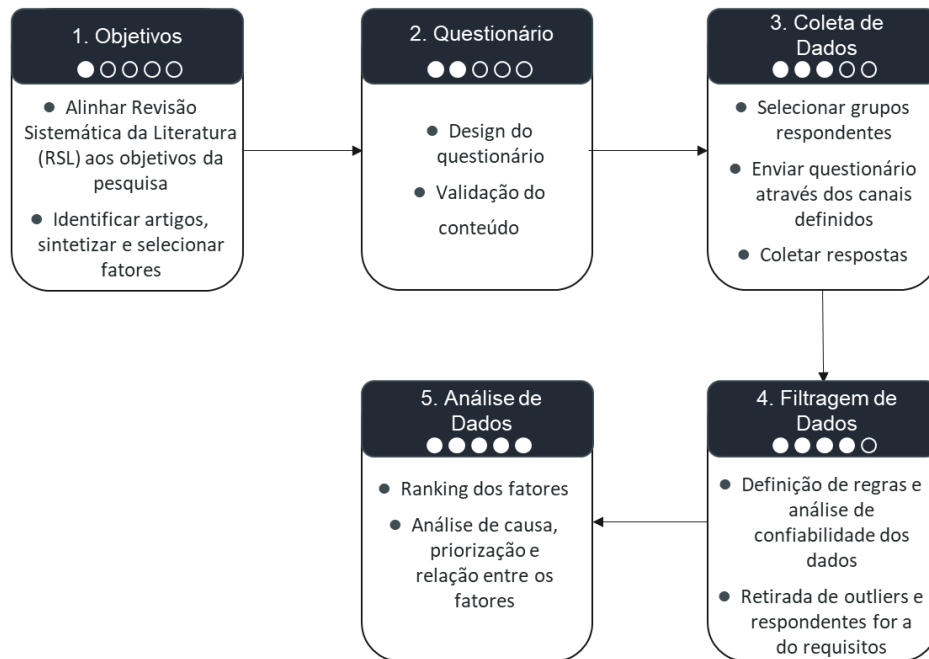 1. Objetivos
● Alinhar Revisão
Sistemática da Literatura
(RSL) aos objetivos da
pesquisa
● Identificar artigos,
sintetizar e selecionar
fatores
2. Questionário
● Design do
questionário
● Validação do
conteúdo
3. Coleta de
Dados
● Selecionar grupos
respondentes
● Enviar questionário
através dos canais
definidos
● Coletar respostas
4. Filtragem de
Dados
● Definição de regras e
análise de
confiabilidade dos
dados
● Retirada de outliers e
respondentes for a
do requisitos
5. Análise de
Dados
● Ranking dos fatores
● Análise de causa,
priorização e
relação entre os
fatores